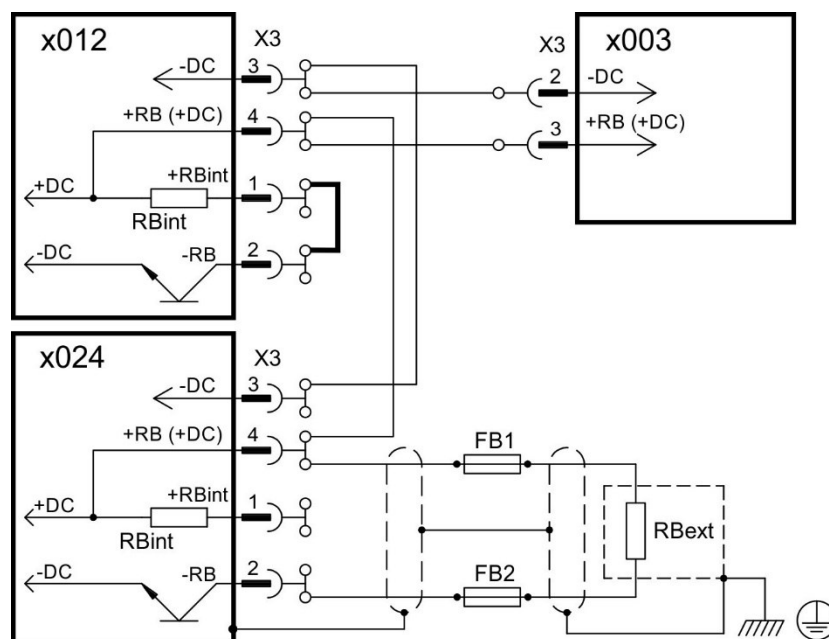 x012
X3
-DC
3
+RB (+DC)
4
+DC
+RBint
1
RBint
-DC
-RB
2
x003
X3
2
-DC
3
+RB (+DC)
x024
X3
-DC
3
+RB (+DC)
4
+DC
+RBint
1
RBint
-DC
-RB
2
FB1
FB2
RBext